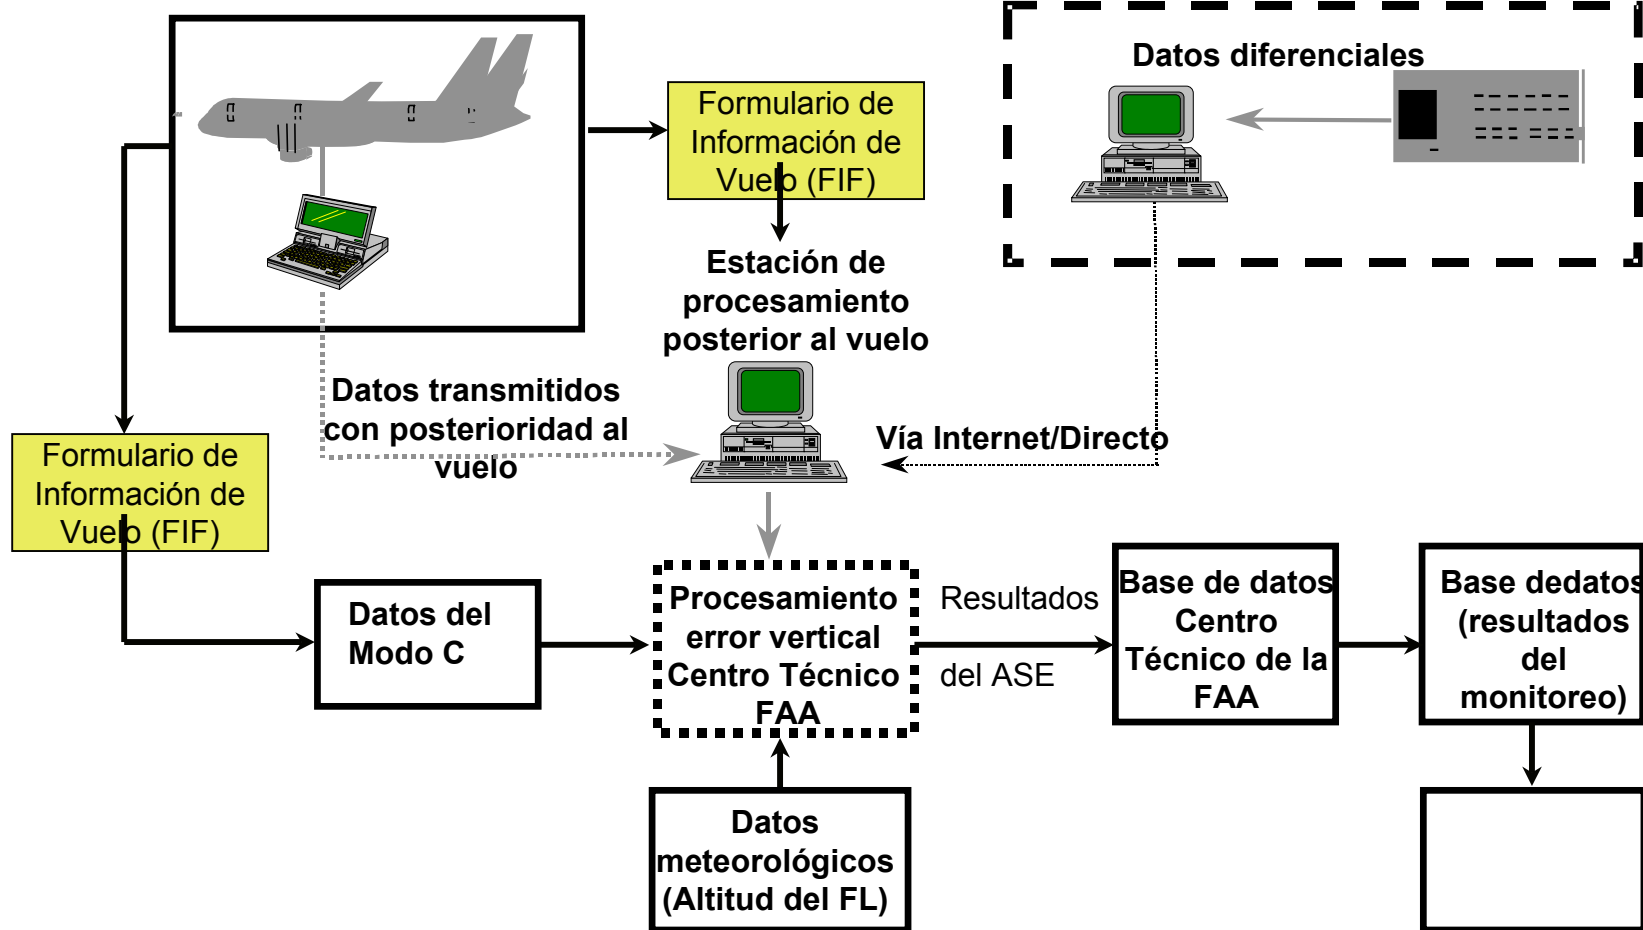 Datos diferenciales
Formulario de
Información de
Vuelo (FIF)
Estación de
procesamiento
posterior al vuelo
Datos transmitidos
con posterioridad al
vuelo
Vía Internet/Directo
Formulario de
Información de
Vuelo (FIF)
Datos del
Modo C
Procesamiento
error vertical
Centro Técnico
FAA
Resultados
del ASE
Base de datos
Centro
Técnico de la
FAA
Base dedatos
(resultados
del
monitoreo)
Datos
meteorológicos
(Altitud del FL)